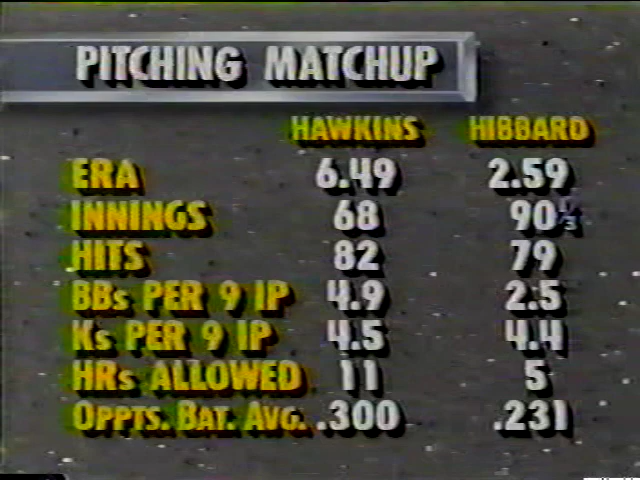 PITCHING MATCHUP
HAWKINS HIBBARD
ERA 6.49 2.59
INNINGS 68 90 1/3
HITS 82 79
BBs PER 9 IP 4.9 2.5
Ks PER 9 IP 4.5 4.4
HRs ALLOWED 11 5
OPPTS. BAT. AVG. .300 .231